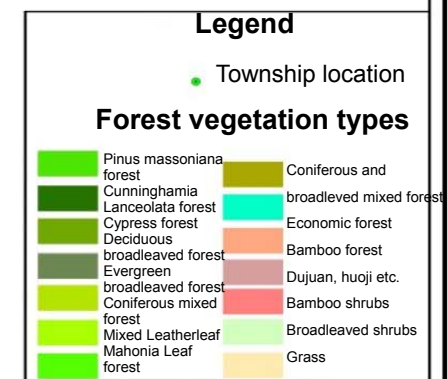 Legend
Township location
Forest vegetation types
Pinus massoniana
forest
Cunninghamia
Lanceolata forest
Cypress forest
Deciduous
broadleaved forest
Evergreen
broadleaved forest
Coniferous mixed
forest
Mixed Leatherleaf
Mahonia Leaf
forest
Coniferous and
broadleved mixed forest
Economic forest
Bamboo forest
Dujuan, huoji etc.
Bamboo shrubs
Broadleaved shrubs
Grass